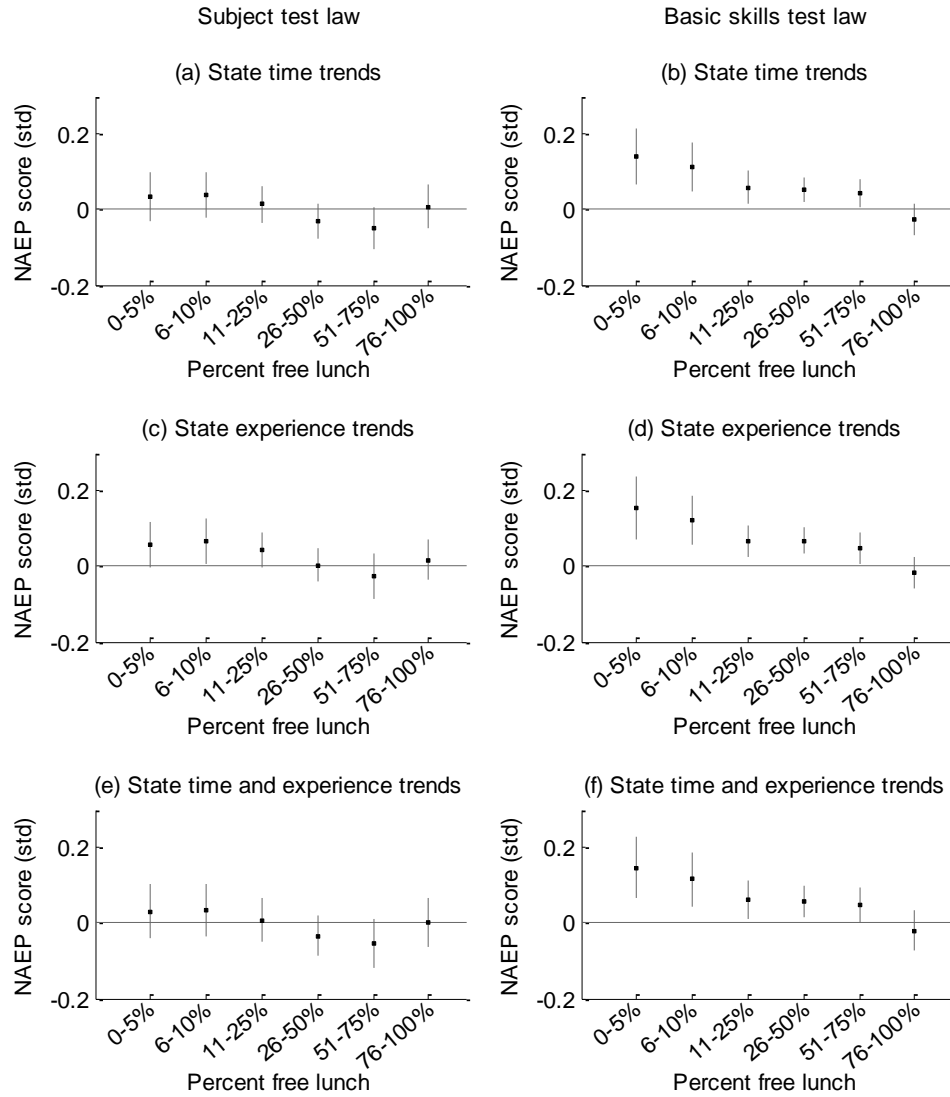 Subject test law
Basic skills test law
(a) State time trends
(b) State time trends
NAEP score (std)
0.2
0
-0.2
0-5%
6-10%
11-25%
26-50%
51-75%
76-100%
Percent free lunch
NAEP score (std)
0.2
0
-0.2
0-5%
6-10%
11-25%
26-50%
51-75%
76-100%
Percent free lunch
(c) State experience trends
(d) State experience trends
NAEP score (std)
0.2
0
-0.2
0-5%
6-10%
11-25%
26-50%
51-75%
76-100%
Percent free lunch
NAEP score (std)
0.2
0
-0.2
0-5%
6-10%
11-25%
26-50%
51-75%
76-100%
Percent free lunch
(e) State time and experience trends
(f) State time and experience trends
NAEP score (std)
0.2
0
-0.2
0-5%
6-10%
11-25%
26-50%
51-75%
76-100%
Percent free lunch
NAEP score (std)
0.2
0
-0.2
0-5%
6-10%
11-25%
26-50%
51-75%
76-100%
Percent free lunch